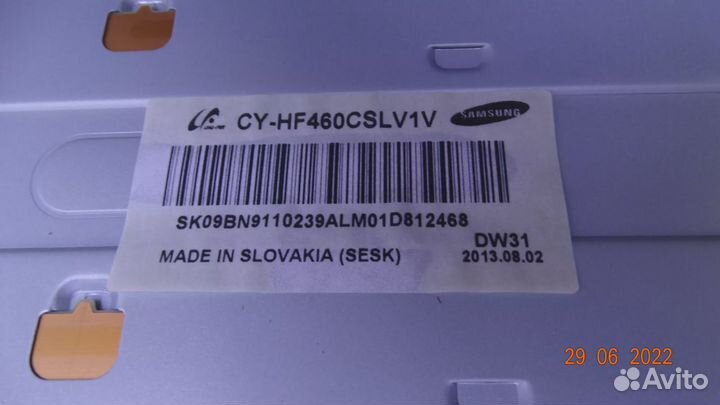 CY-HF460CSLV1V SAMSUNG
SK09BN9110239ALM01D812468
DW31
MADE IN SLOVAKIA (SESK) 2013.08.02
29 06 2022
Avito